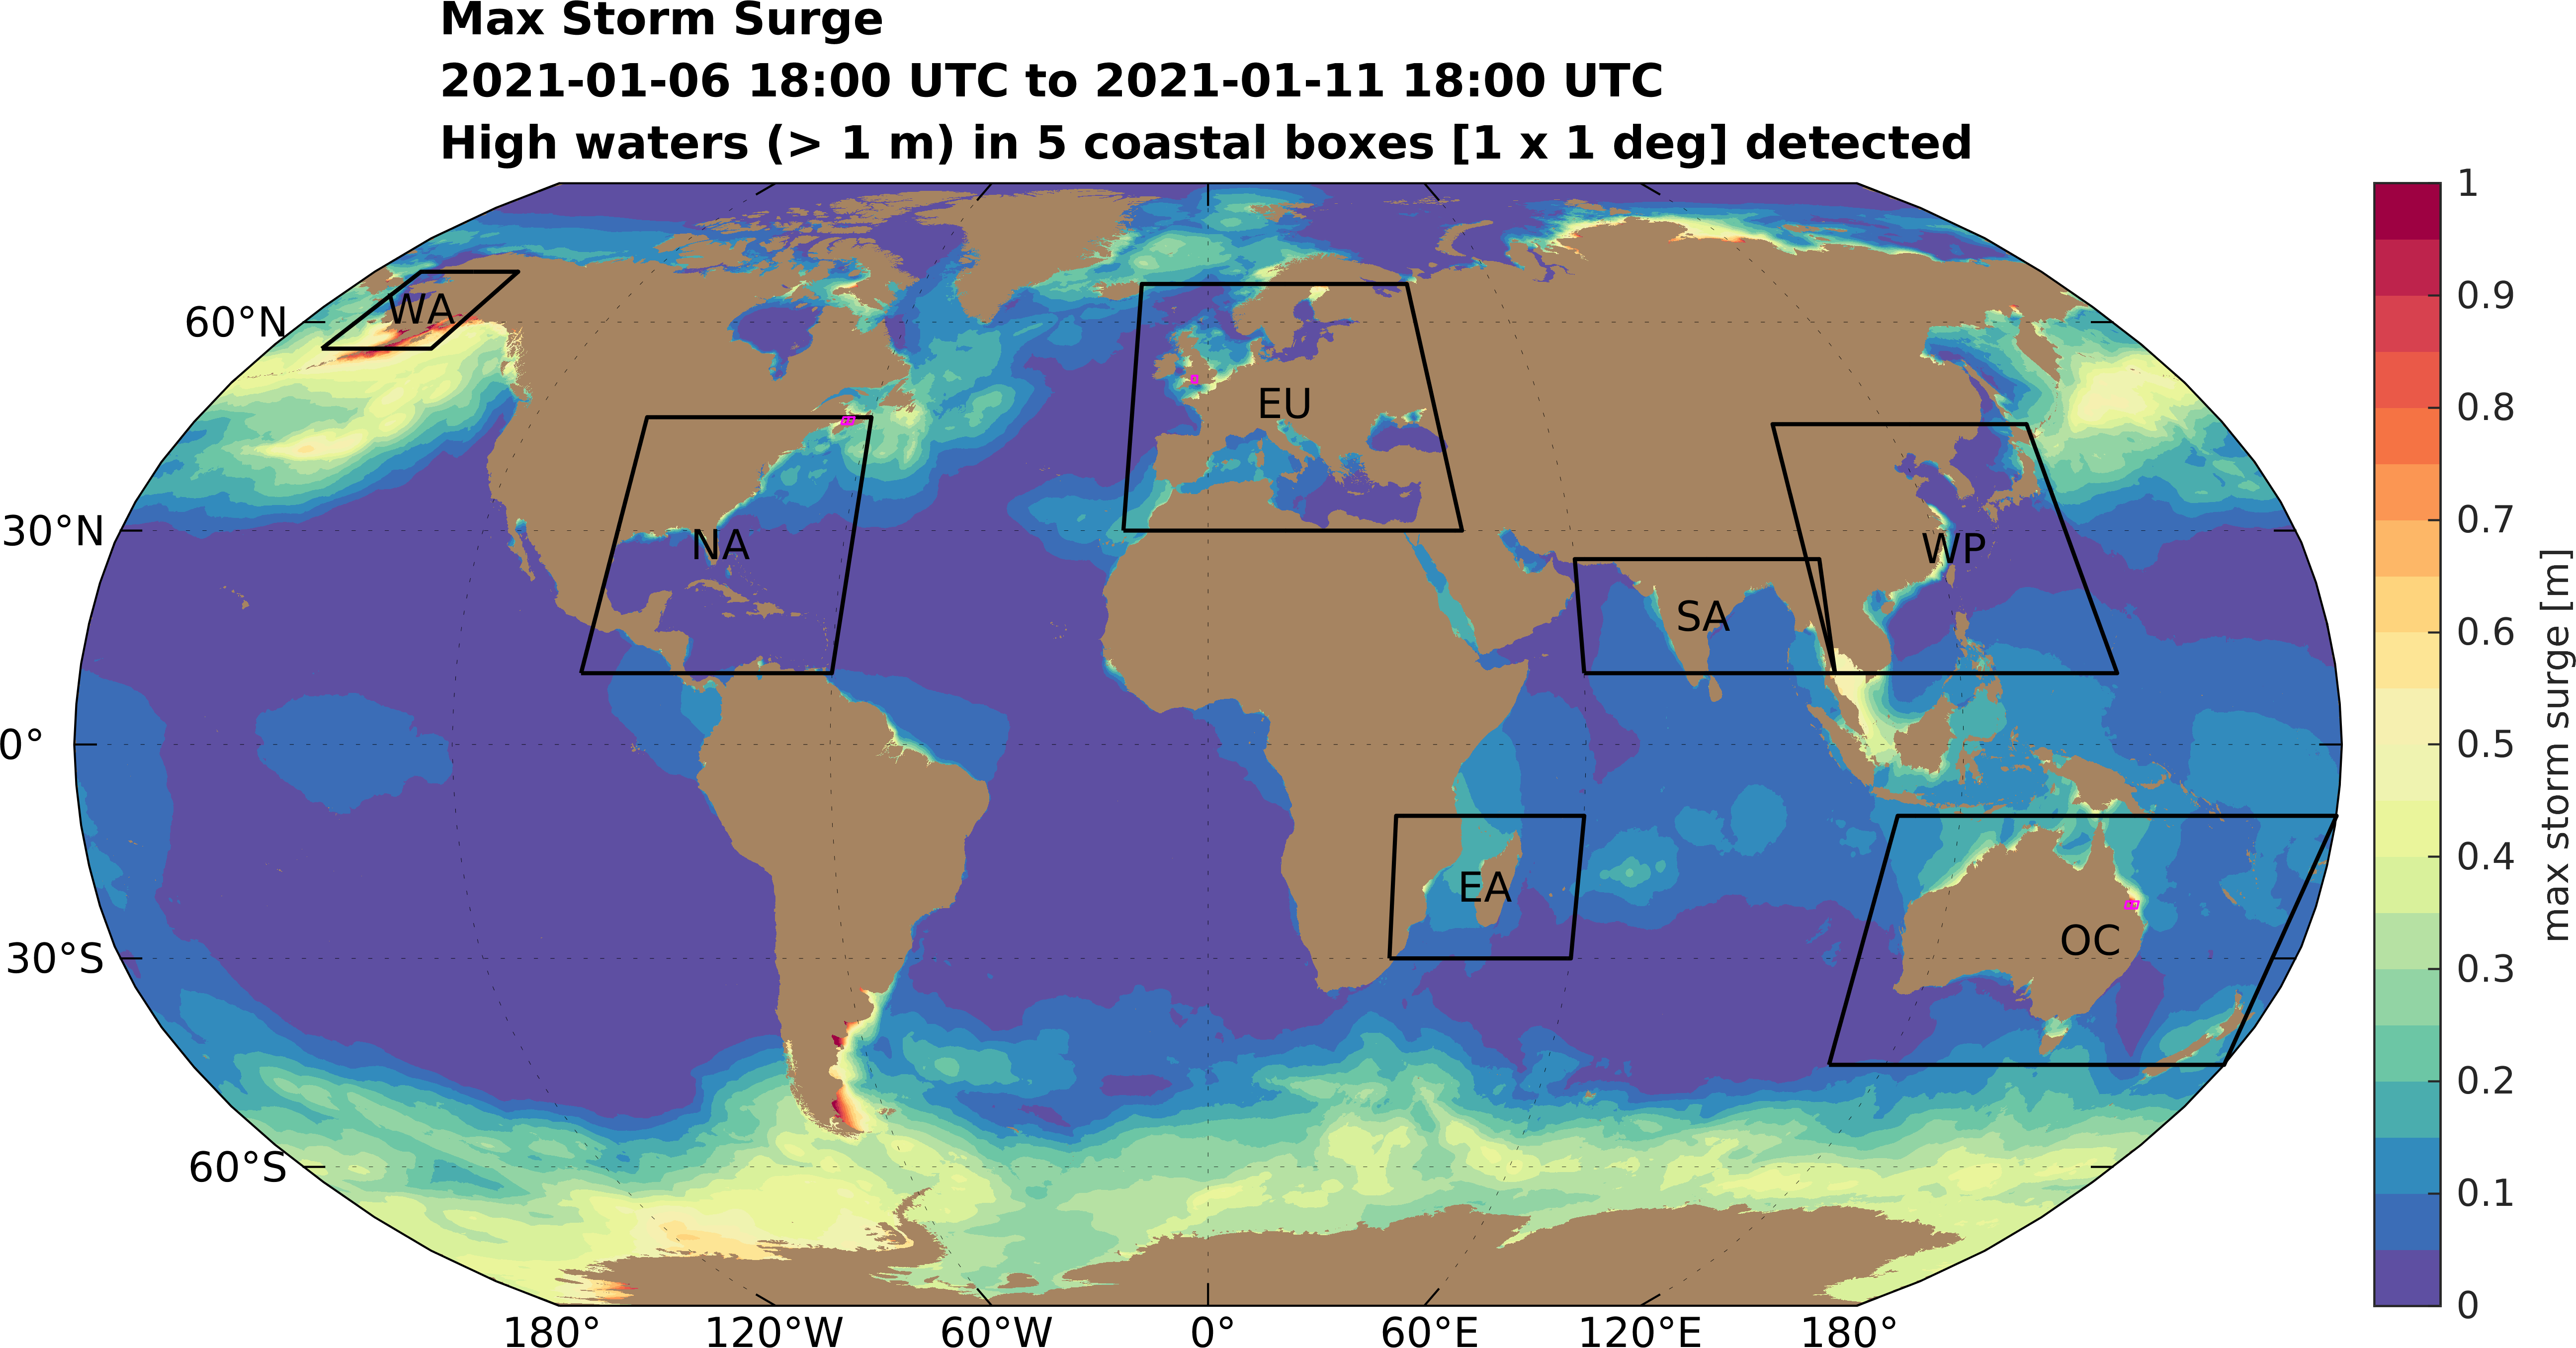 Max Storm Surge
2021-01-06 18:00 UTC to 2021-01-11 18:00 UTC
High waters (> 1 m) in 5 coastal boxes [1 x 1 deg] detected
60°N
30°N
0°
30°S
60°S
180°
120°W
60°W
0°
60°E
120°E
180°
WA
NA
EU
SA
WP
EA
OC
1
0.9
0.8
0.7
0.6
0.5
0.4
0.3
0.2
0.1
0
max storm surge [m]